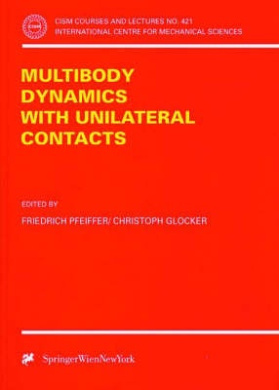 CISM COURSES AND LECTURES NO. 421
INTERNATIONAL CENTRE FOR MECHANICAL SCIENCES
MULTIBODY
DYNAMICS
WITH UNILATERAL
CONTACTS
EDITED BY
FRIEDRICH PFEIFFER/ CHRISTOPH GLOCKER
SpringerWienNewYork